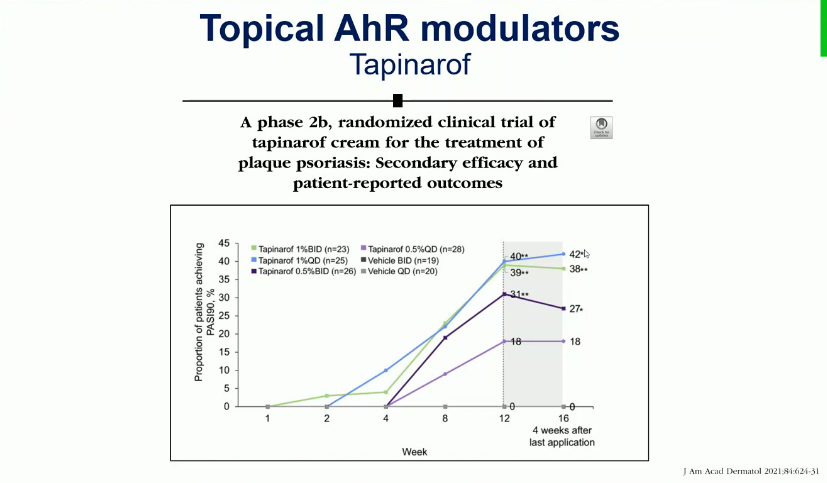 Topical AhR modulators
Tapinarof
A phase 2b, randomized clinical trial of
tapinarof cream for the treatment of
plaque psoriasis: Secondary efficacy and
patient-reported outcomes
Proportion of patients achieving
PASI90, %
45
40
35
30
25
20
15
10
5
0
Tapinarof 1%BID (n=23)
Tapinarof 1%QD (n=25)
Tapinarof 0.5%BID (n=26)
Tapinarof 0.5%QD (n=28)
Vehicle BID (n=19)
Vehicle QD (n=20)
40**
39**
31**
18
0
42*
38**
27*
18
0
1 2 4 8 12 16
4 weeks after
last application
Week
J Am Acad Dermatol 2021;84:624-31